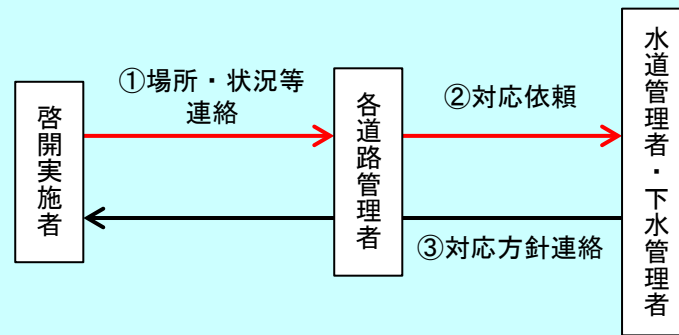 啓開実施者
①場所・状況等
連絡
各道路管理者
②対応依頼
③対応方針連絡
水道管理者・下水管理者